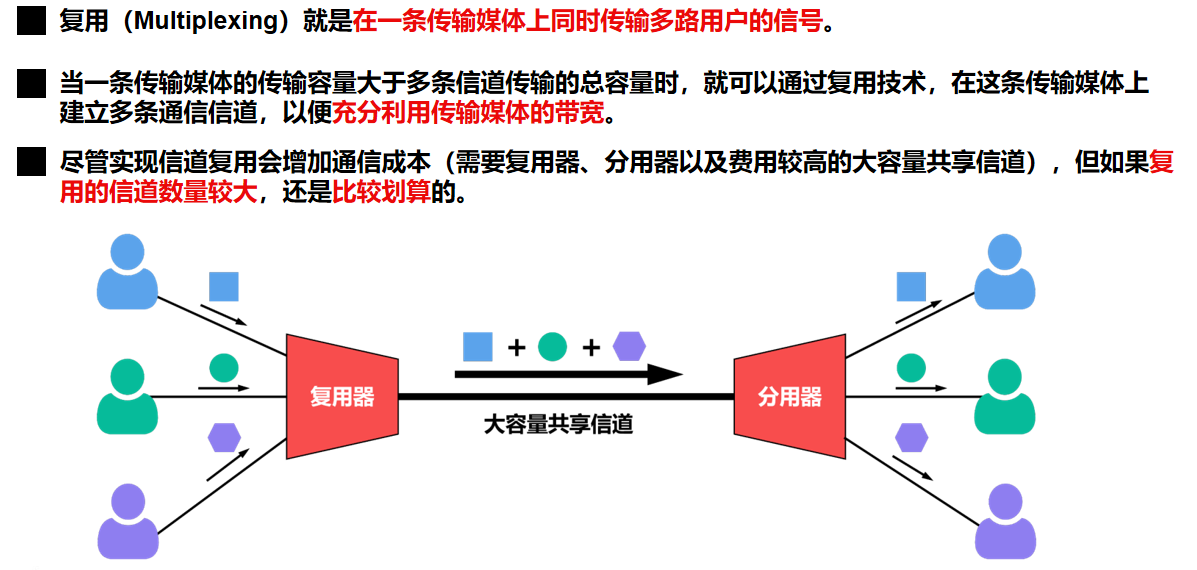 复用（Multiplexing）就是在一条传输媒体上同时传输多路用户的信号。
当一条传输媒体的传输容量大于多条信道传输的总容量时，就可以通过复用技术，在这条传输媒体上
建立多条通信信道，以便充分利用传输媒体的带宽。
尽管实现信道复用会增加通信成本（需要复用器、分用器以及费用较高的大容量共享信道），但如果复
用的信道数量较大，还是比较划算的。
+ +
复用器
分用器
大容量共享信道